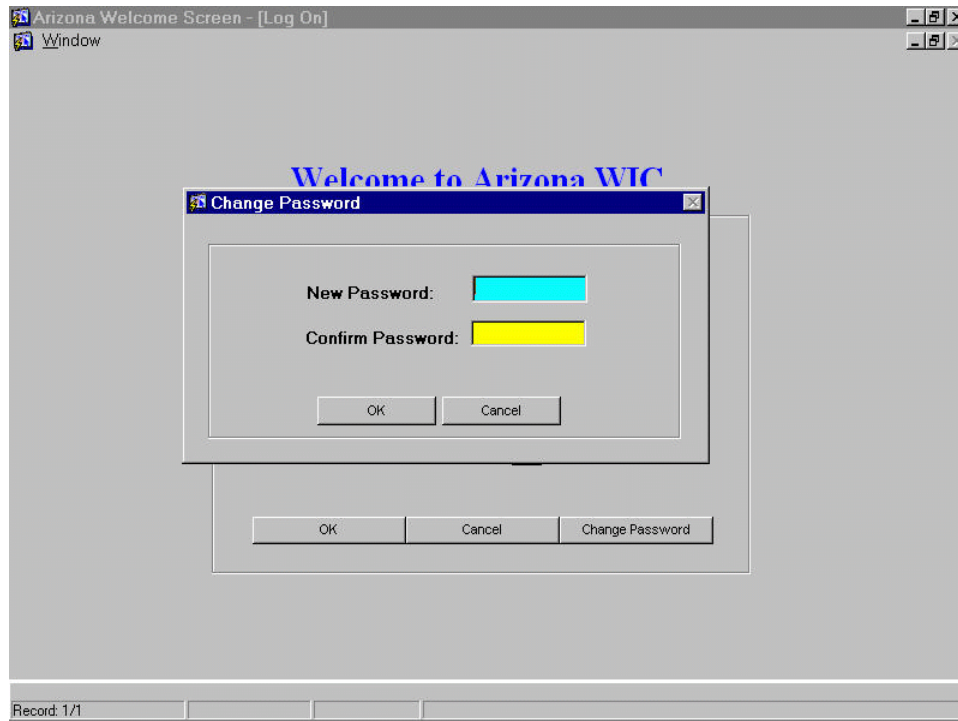 Arizona Welcome Screen - [Log On]
Window
Welcome to Arizona WIC
Change Password
New Password:
Confirm Password:
OK Cancel
OK Cancel Change Password
Record: 1/1